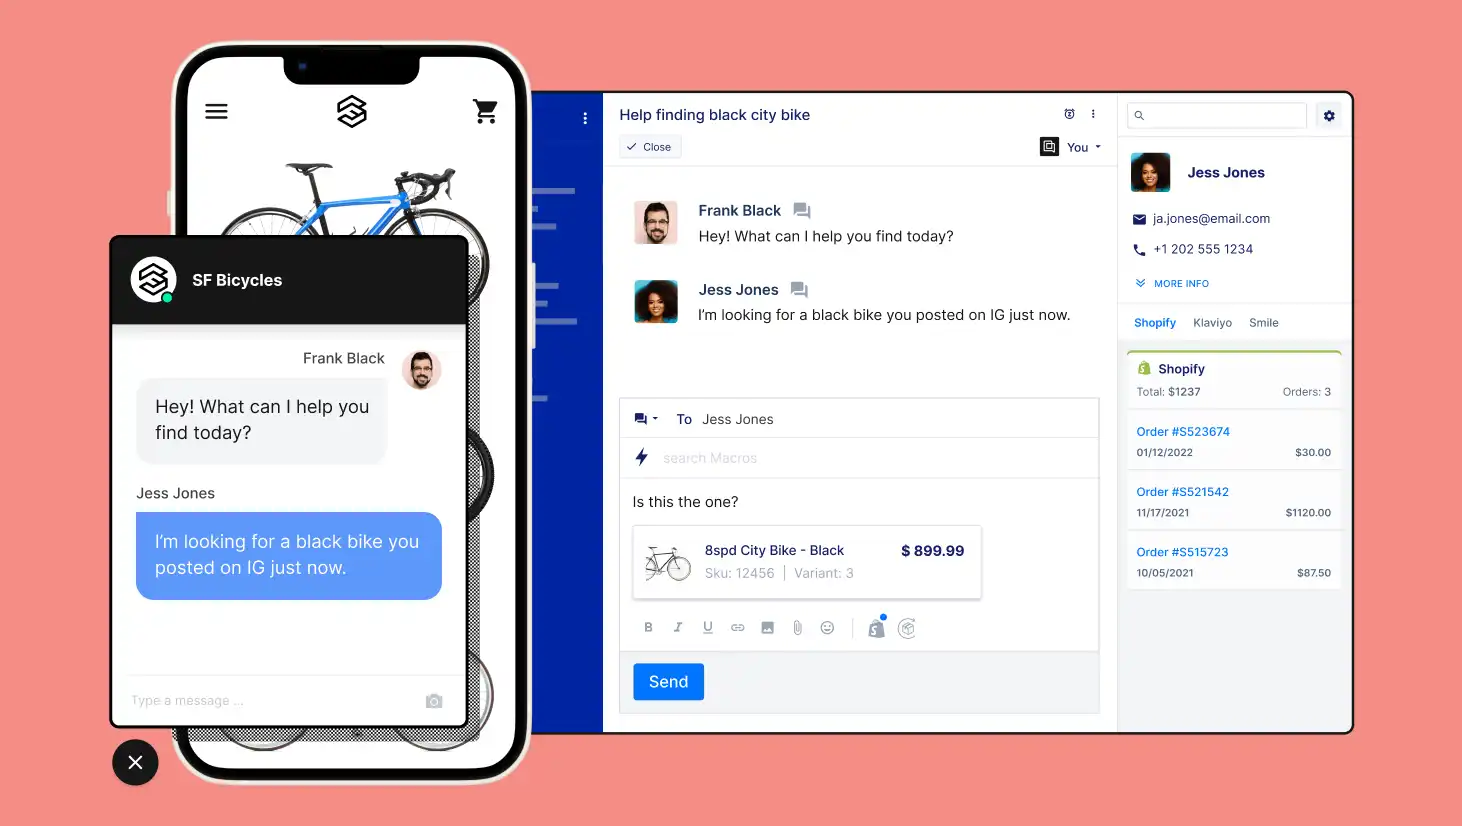 SF Bicycles
Frank Black
Hey! What can I help you
find today?
Jess Jones
I'm looking for a black bike you
posted on IG just now.
Type a message ...
Help finding black city bike
Close
You
Frank Black
Hey! What can I help you find today?
Jess Jones
I'm looking for a black bike you posted on IG just now.
To Jess Jones
search Macros
Is this the one?
8spd City Bike - Black $ 899.99
Sku: 12456 | Variant: 3
B I U
Send
Jess Jones
ja.jones@email.com
+1 202 555 1234
MORE INFO
Shopify Klaviyo Smile
Shopify
Total: $1237 Orders: 3
Order #S523674
01/12/2022 $30.00
Order #S521542
11/17/2021 $1120.00
Order #S515723
10/05/2021 $87.50